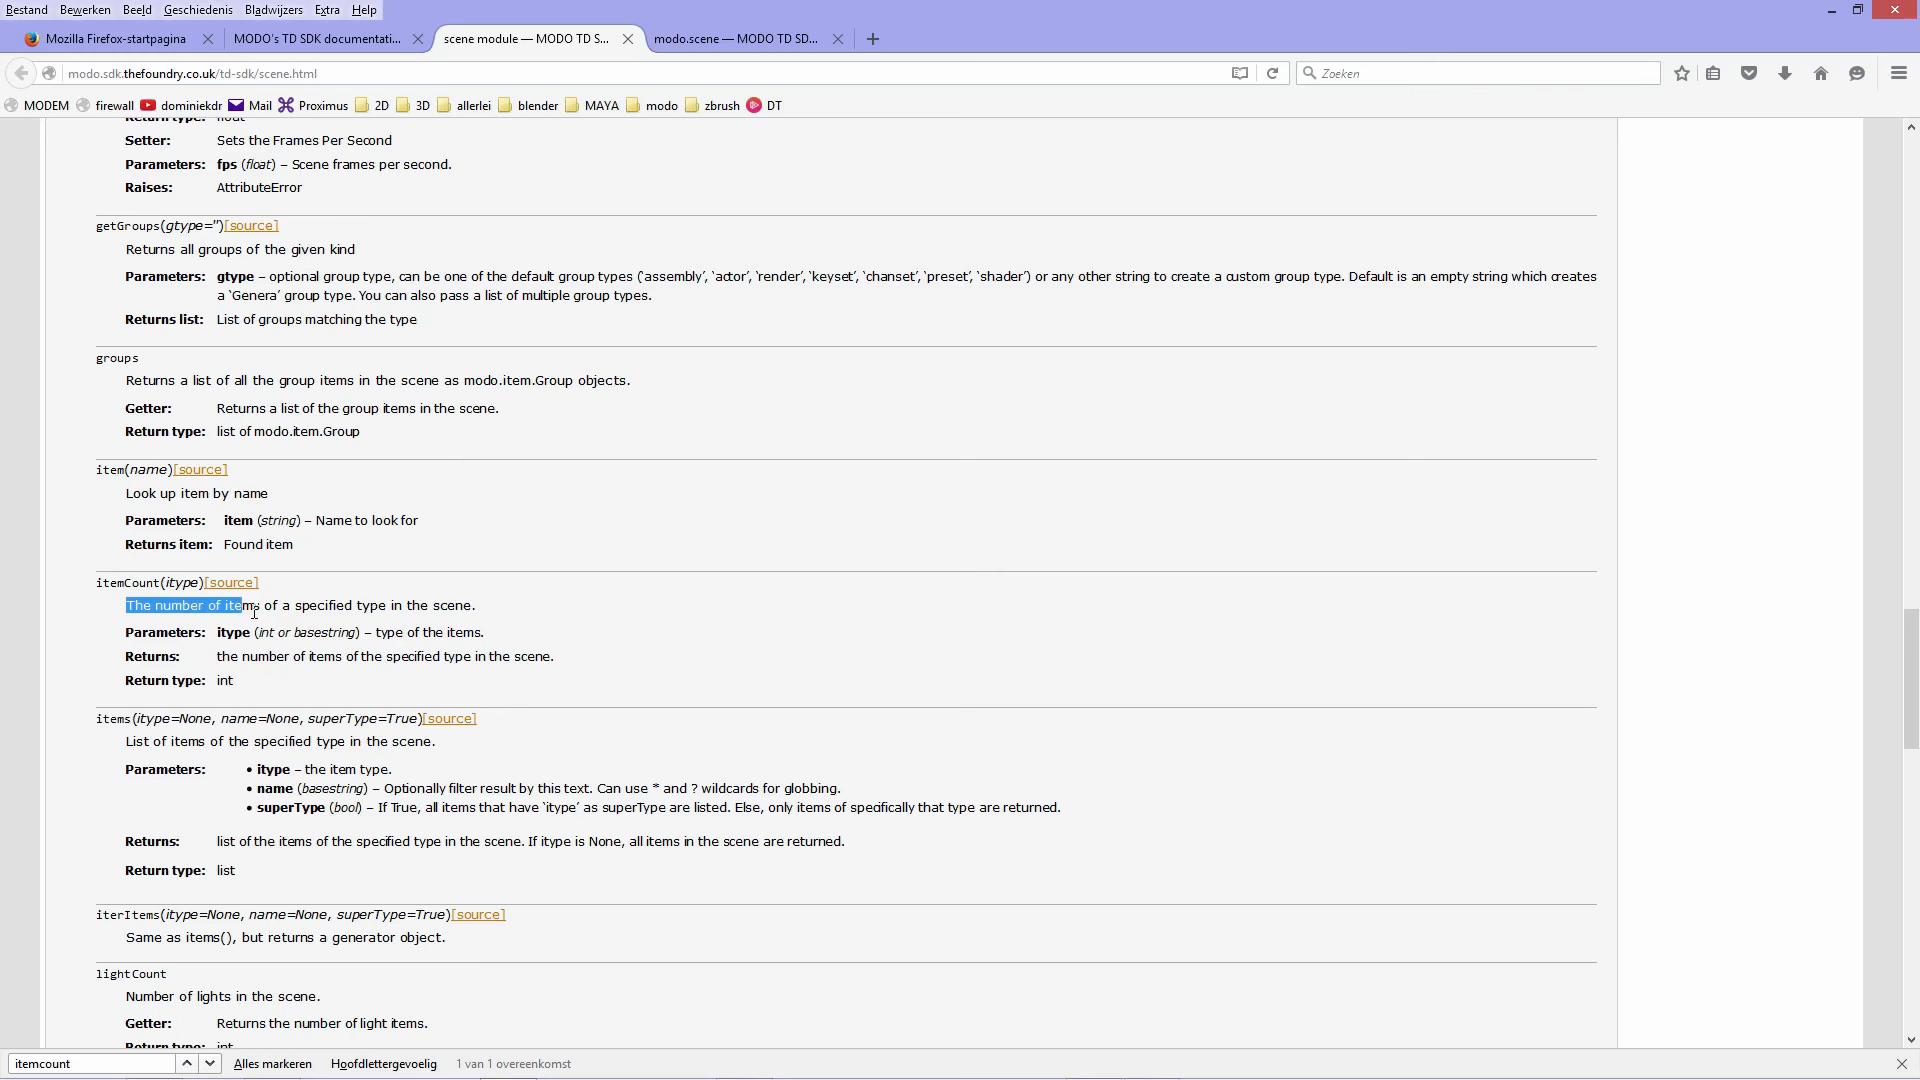 Bestand Bewerken Beeld Geschiedenis Bladwijzers Extra Help
Mozilla Firefox-startpagina MODO's TD SDK documentati... scene module — MODO TD S... modo.scene — MODO TD SD...
modo.sdk.thefoundry.co.uk/td-sdk/scene.html Zoeken
MODEM firewall dominiekdr Mail Proximus 2D 3D allerlei blender MAYA modo zbrush DT
Return type: float
Setter: Sets the Frames Per Second
Parameters: fps (float) – Scene frames per second.
Raises: AttributeError
getGroups(gtype='')[source]
Returns all groups of the given kind
Parameters: gtype – optional group type, can be one of the default group types ('assembly', 'actor', 'render', 'keyset', 'chanset', 'preset', 'shader') or any other string to create a custom group type. Default is an empty string which creates
a 'Genera' group type. You can also pass a list of multiple group types.
Returns list: List of groups matching the type
groups
Returns a list of all the group items in the scene as modo.item.Group objects.
Getter: Returns a list of the group items in the scene.
Return type: list of modo.item.Group
item(name)[source]
Look up item by name
Parameters: item (string) – Name to look for
Returns item: Found item
itemCount(itype)[source]
The number of items of a specified type in the scene.
Parameters: itype (int or basestring) – type of the items.
Returns: the number of items of the specified type in the scene.
Return type: int
items(itype=None, name=None, superType=True)[source]
List of items of the specified type in the scene.
Parameters: • itype – the item type.
• name (basestring) – Optionally filter result by this text. Can use * and ? wildcards for globbing.
• superType (bool) – If True, all items that have 'itype' as superType are listed. Else, only items of specifically that type are returned.
Returns: list of the items of the specified type in the scene. If itype is None, all items in the scene are returned.
Return type: list
iterItems(itype=None, name=None, superType=True)[source]
Same as items(), but returns a generator object.
lightCount
Number of lights in the scene.
Getter: Returns the number of light items.
Return type: int
itemcount Alles markeren Hoofdlettergevoelig 1 van 1 overeenkomst